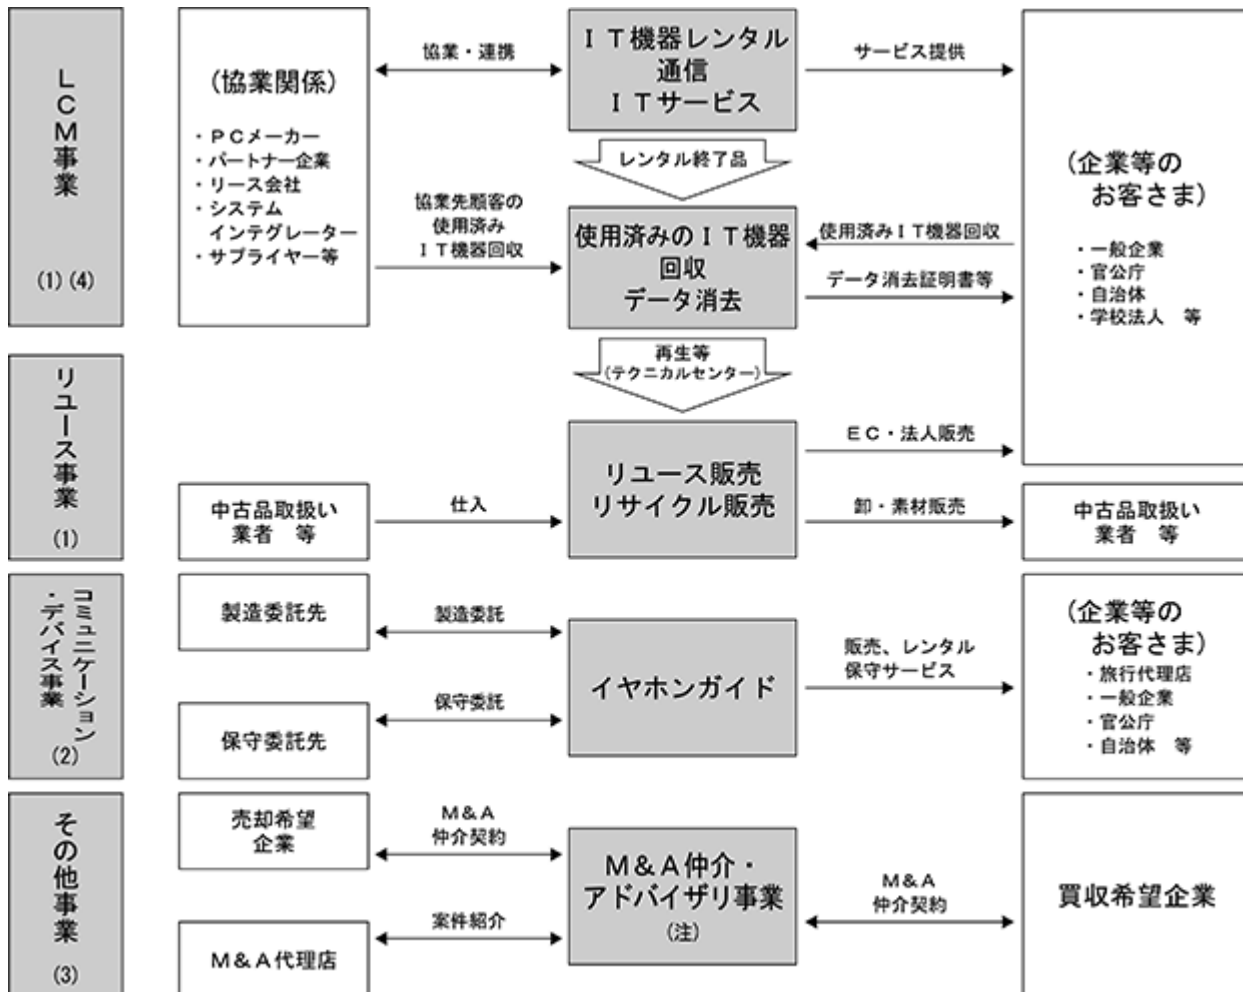 LCM事業
(1)(4)
(協業関係)
・PCメーカー
・パートナー企業
・リース会社
・システム
インテグレーター
・サプライヤー等
協業・連携
IT機器レンタル
通信
ITサービス
サービス提供
レンタル終了品
協業先顧客の
使用済み
IT機器回収
使用済みのIT機器
回収
データ消去
使用済みIT機器回収
データ消去証明書等
(企業等の
お客さま)
・一般企業
・官公庁
・自治体
・学校法人 等
再生等
(テクニカルセンター)
リユース事業
(1)
中古品取扱い
業者 等
仕入
リユース販売
リサイクル販売
EC・法人販売
卸・素材販売
中古品取扱い
業者 等
コミュニケーション
・デバイス事業
(2)
製造委託先
製造委託
保守委託先
保守委託
イヤホンガイド
販売、レンタル
保守サービス
(企業等の
お客さま)
・旅行代理店
・一般企業
・官公庁
・自治体 等
その他事業
(3)
売却希望
企業
M&A
仲介契約
M&A代理店
案件紹介
M&A仲介・
アドバイザリ事業
(注)
M&A
仲介契約
買収希望企業